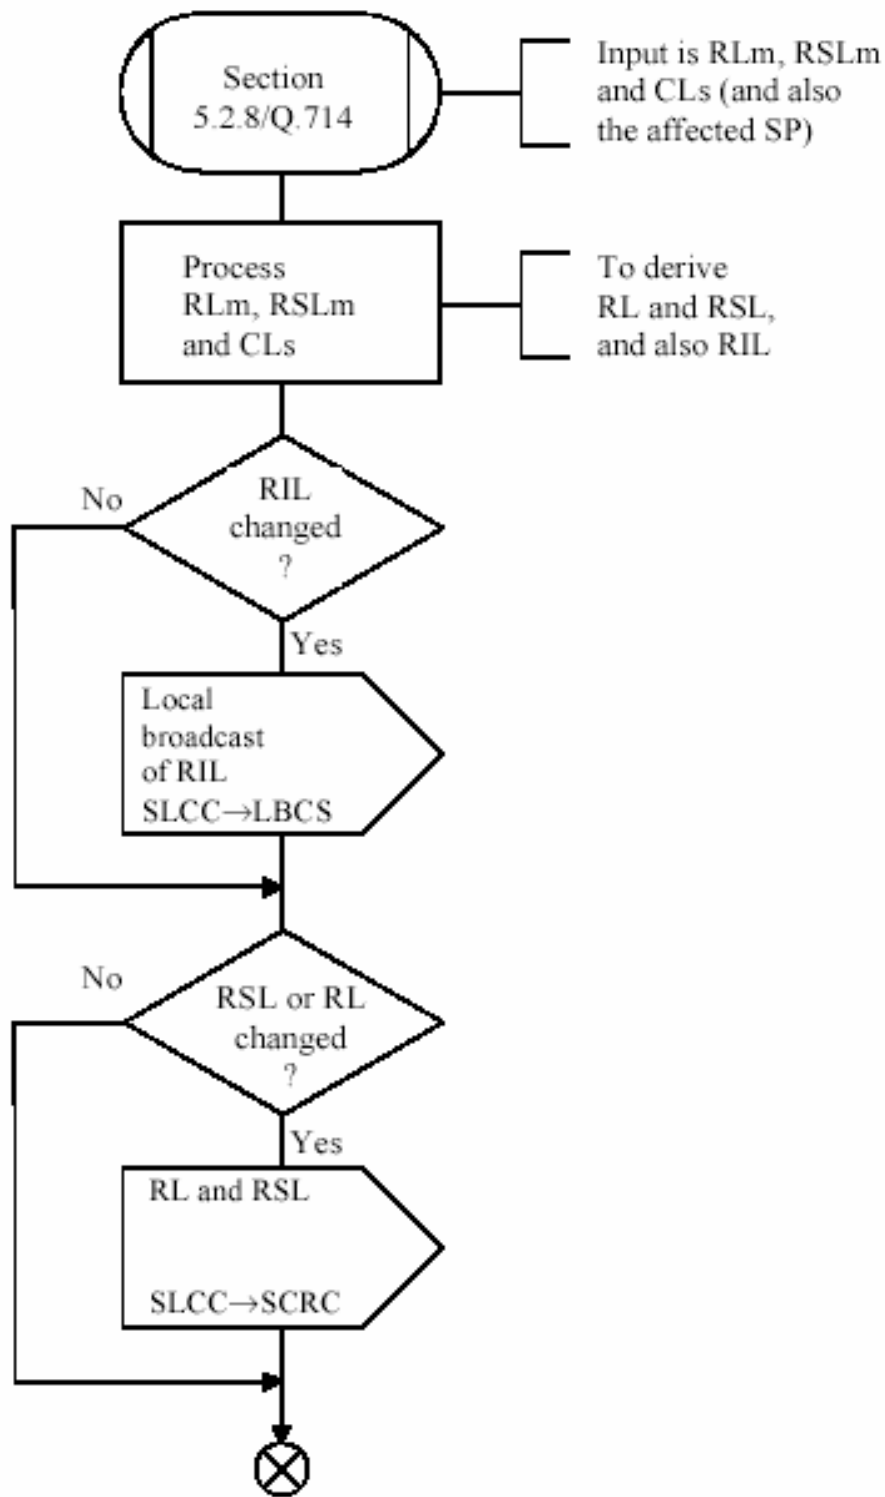 Section
5.2.8/Q.714
Input is RLm, RSLm
and CLs (and also
the affected SP)
Process
RLm, RSLm
and CLs
To derive
RL and RSL,
and also RIL
No
RIL
changed
?
Yes
Local
broadcast
of RIL
SLCC→LBCS
No
RSL or RL
changed
?
Yes
RL and RSL
SLCC→SCRC